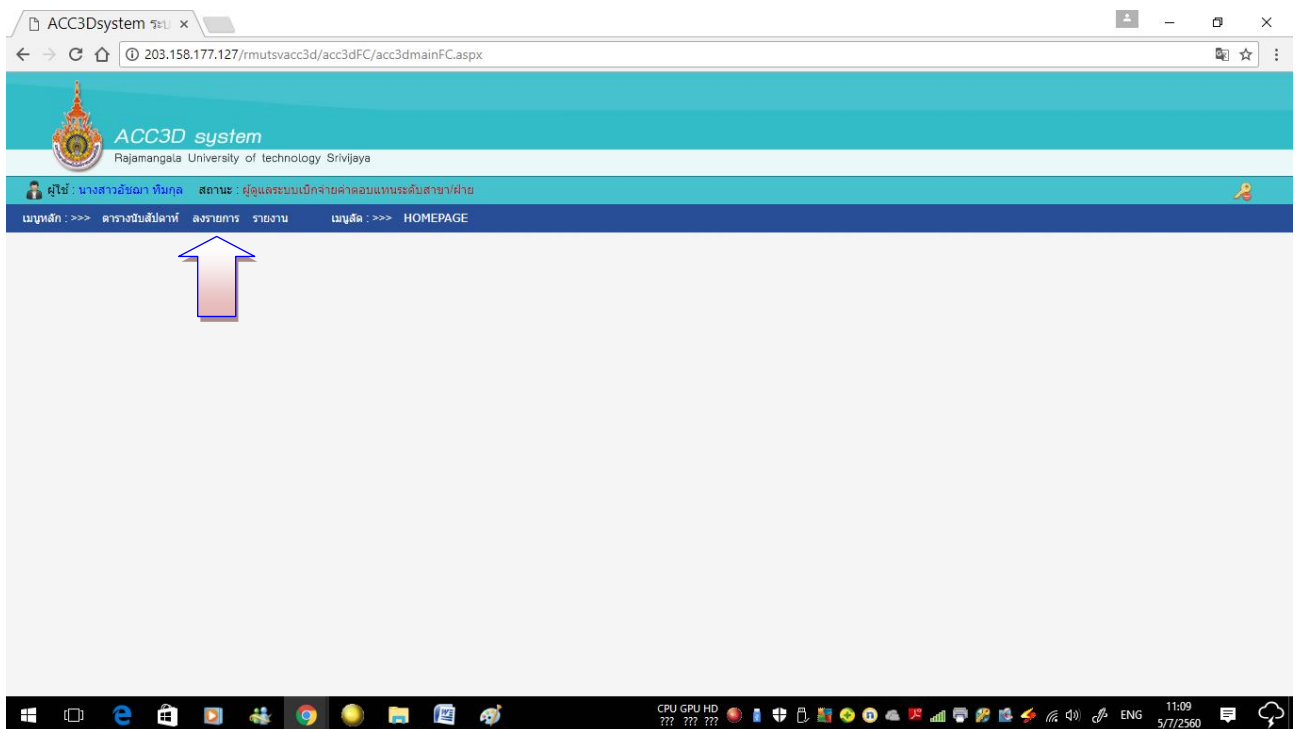 ACC3Dsystem ระบ
203.158.177.127/rmutsvacc3d/acc3dFC/acc3dmainFC.aspx
ACC3D system
Rajamangala University of technology Srivijaya
ผู้ใช้ : นางสาวอัชฌา ทิมกุล สถานะ : ผู้ดูแลระบบเบิกจ่ายค่าตอบแทนระดับสาขา/ฝ่าย
เมนูหลัก : >>> ตารางนับสัปดาห์ ลงรายการ รายงาน เมนูลัด : >>> HOMEPAGE
CPU GPU HD
??? ??? ???
ENG
11:09
5/7/2560